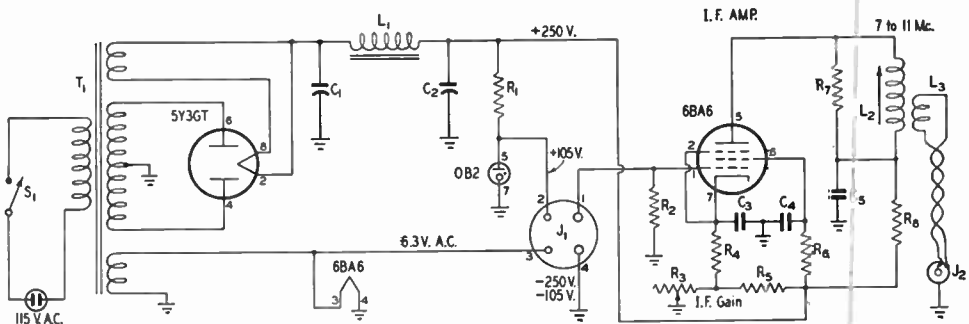 I.F. AMP.
7 to 11 Mc.
L1
+250 V.
T1
5Y3GT
6
8
2
4
C1
C2
R1
+105 V.
OB2
5
7
S1
115 V. A.C.
6.3 V. A.C.
6BA6
3
4
2
1
J1
3
4
-250 V.
-105 V.
6BA6
5
2
1
6
7
R2
C3
C4
R3
R4
R5
R6
I.F. Gain
R7
L2
L3
5
R8
J2